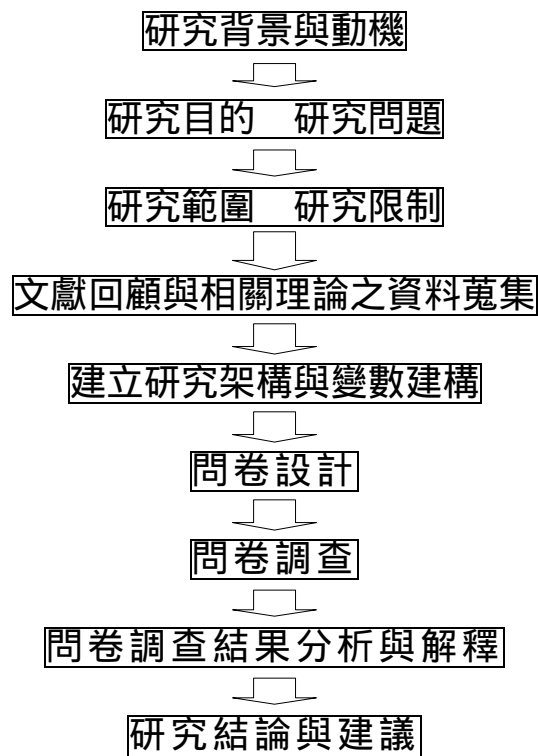 研究背景與動機
研究目的　研究問題
研究範圍　研究限制
文獻回顧與相關理論之資料蒐集
建立研究架構與變數建構
問卷設計
問卷調查
問卷調查結果分析與解釋
研究結論與建議